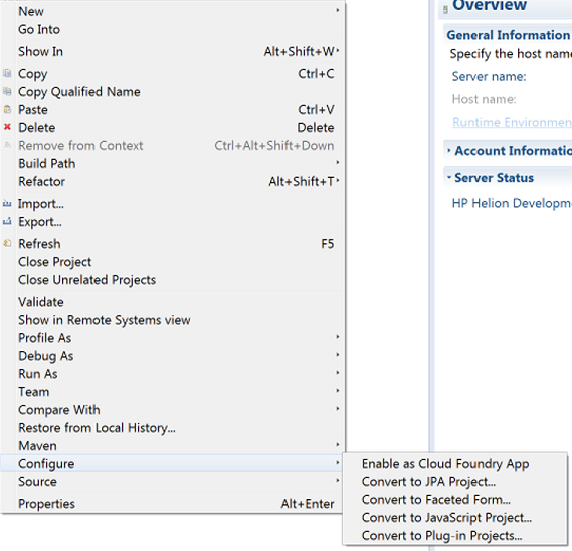 New
Go Into
Show In Alt+Shift+W
Copy Ctrl+C
Copy Qualified Name
Paste Ctrl+V
Delete Delete
Remove from Context Ctrl+Alt+Shift+Down
Build Path
Refactor Alt+Shift+T
Import...
Export...
Refresh F5
Close Project
Close Unrelated Projects
Validate
Show in Remote Systems view
Profile As
Debug As
Run As
Team
Compare With
Restore from Local History...
Maven
Configure
Source
Properties Alt+Enter
Enable as Cloud Foundry App
Convert to JPA Project...
Convert to Faceted Form...
Convert to JavaScript Project...
Convert to Plug-in Projects...
Overview
General Information
Specify the host name
Server name:
Host name:
Runtime Environmen
Account Informatio
Server Status
HP Helion Developm